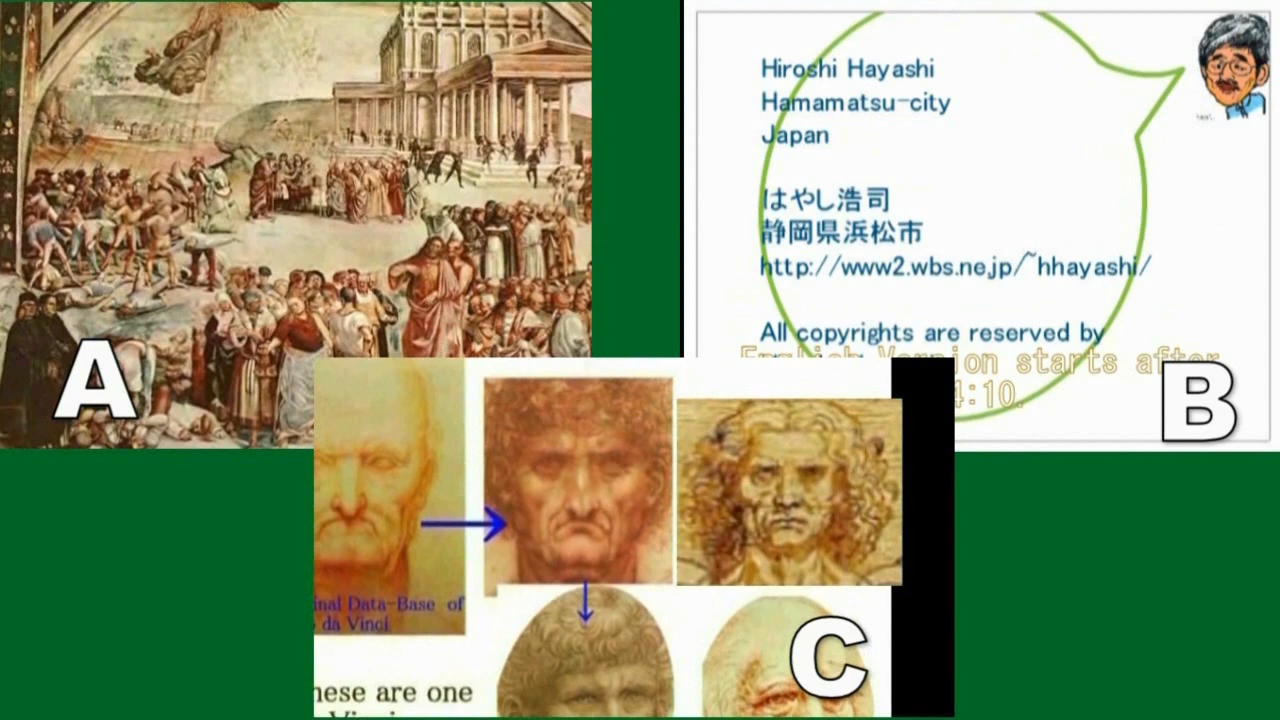 A
Hiroshi Hayashi
Hamamatsu-city
Japan
はやし浩司
静岡県浜松市
http://www2.wbs.ne.jp/~hhayashi/
All copyrights are reserved by
English Version starts after
4:10.
B
inal Data-Base of
da Vinci
hese are one
C